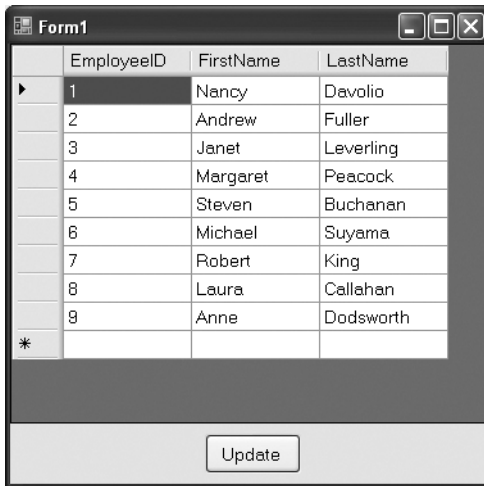 Form1
EmployeeID FirstName LastName
1 Nancy Davolio
2 Andrew Fuller
3 Janet Leverling
4 Margaret Peacock
5 Steven Buchanan
6 Michael Suyama
7 Robert King
8 Laura Callahan
9 Anne Dodsworth
*
Update